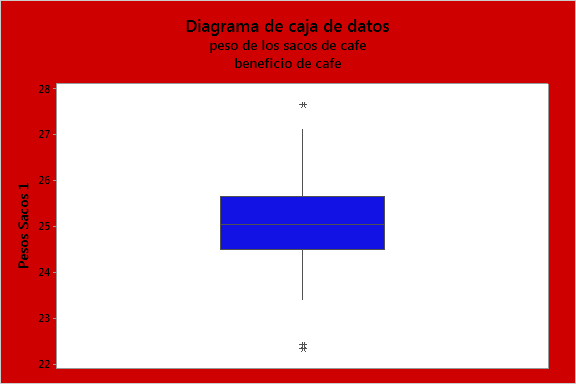 Diagrama de caja de datos
peso de los sacos de cafe
beneficio de cafe
28
27
26
25
24
23
22
Pesos Sacos 1